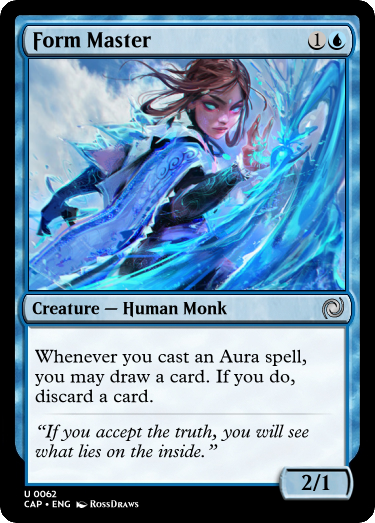 Form Master 1
Creature — Human Monk
Whenever you cast an Aura spell,
you may draw a card. If you do,
discard a card.
“If you accept the truth, you will see
what lies on the inside.”
2/1
U 0062
CAP • ENG RossDraws